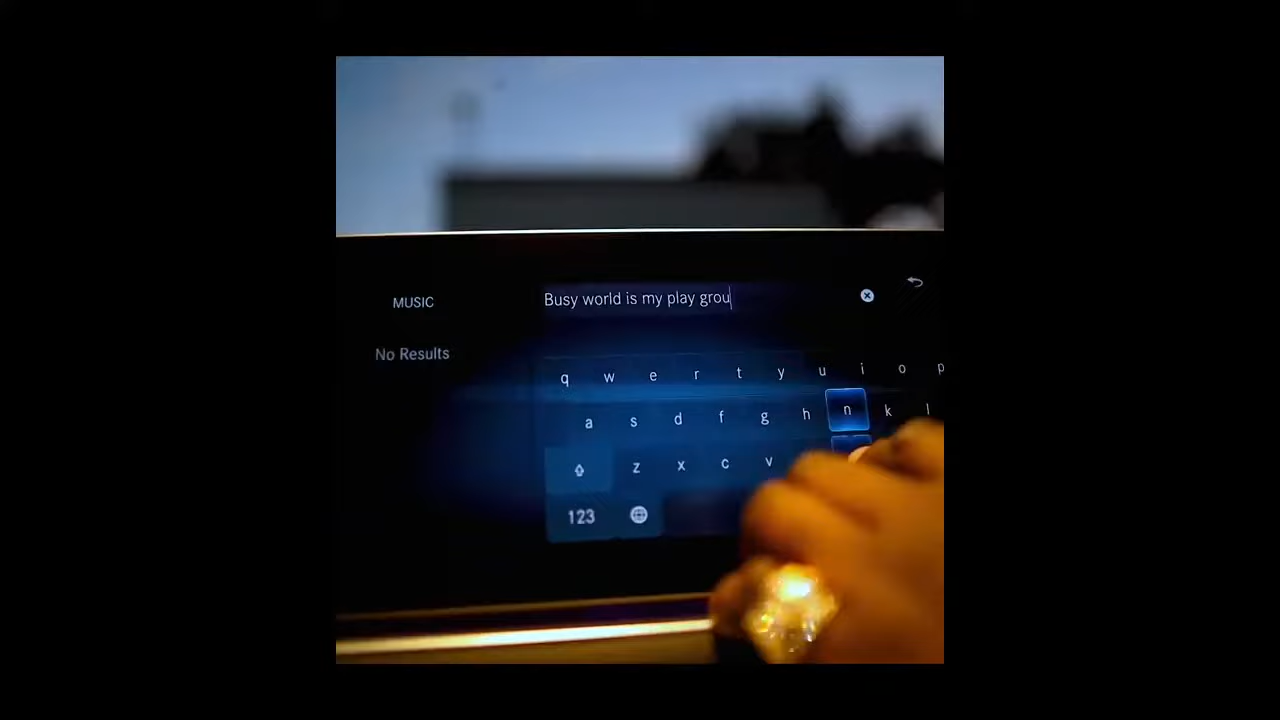 MUSIC
Busy world is my play grou
No Results
q w e r t y u i o p
a s d f g h n k l
z x c v
123